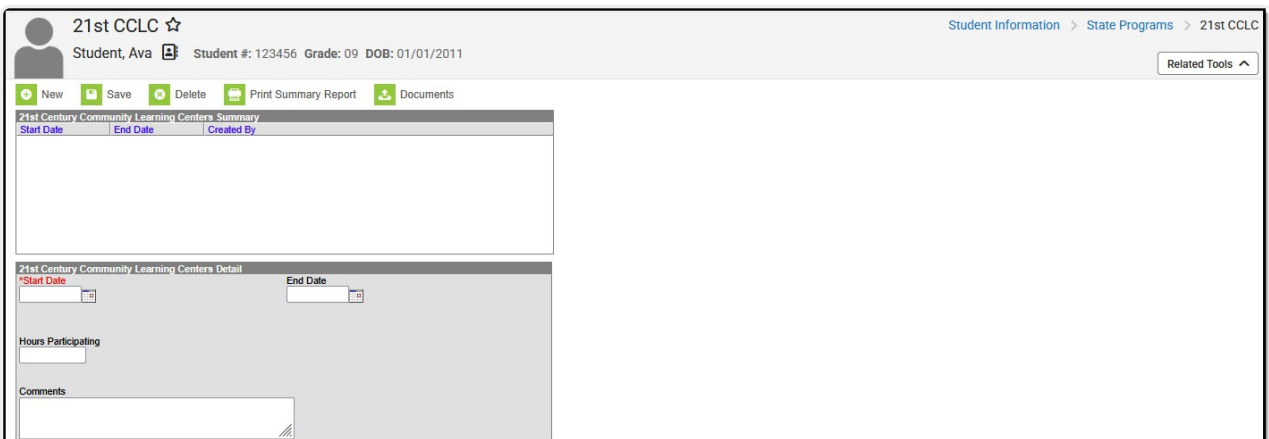 21st CCLC
Student Information > State Programs > 21st CCLC
Student, Ava Student #: 123456 Grade: 09 DOB: 01/01/2011
Related Tools
New Save Delete Print Summary Report Documents
21st Century Community Learning Centers Summary
Start Date End Date Created By
21st Century Community Learning Centers Detail
*Start Date End Date
Hours Participating
Comments